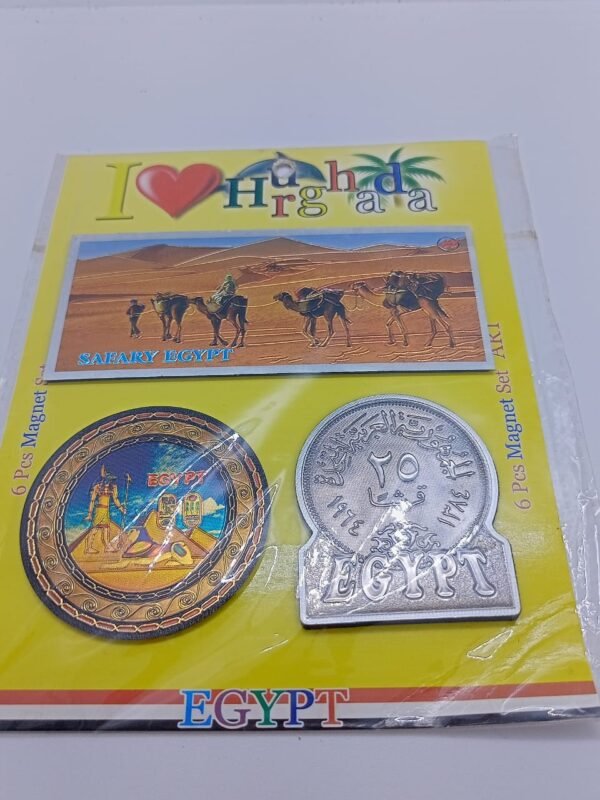 I ❤ Hurghada
SAFARY EGYPT
6 Pcs Magnet
6 Pcs Magnet Set AK1
EGYPT
الجمهورية العربية المتحدة
٢٥
قرشا
١٩٦٤ ١٣٨٤
EGYPT
EGYPT